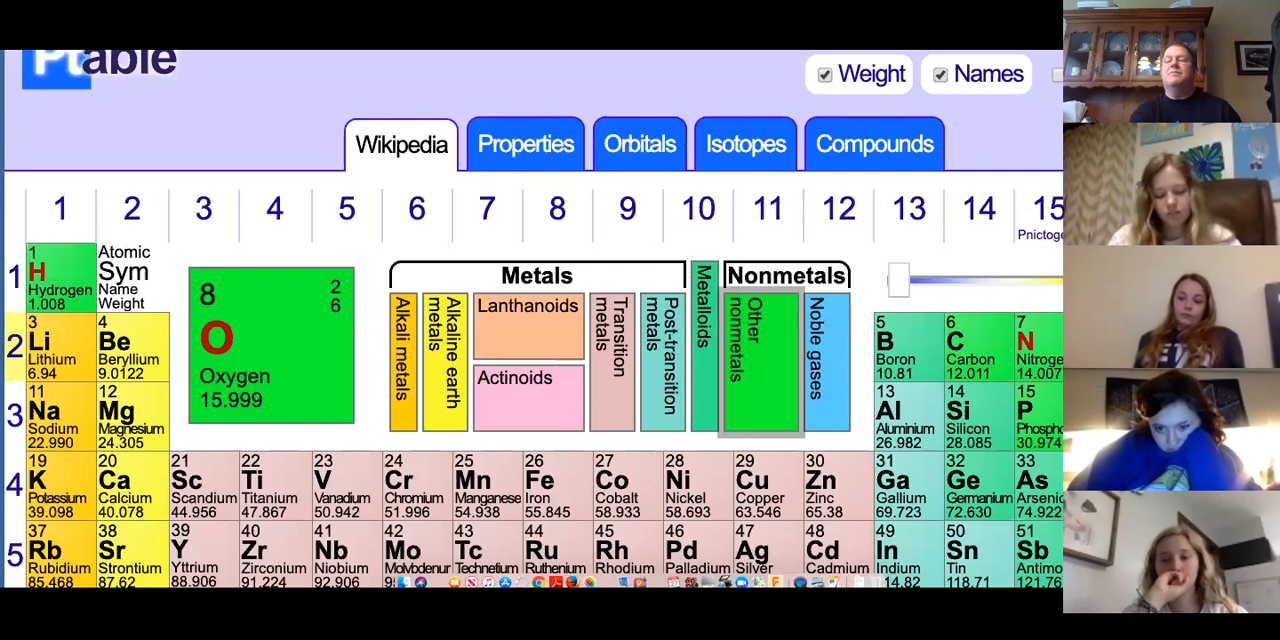 Ptable
Weight
Names
Wikipedia
Properties
Orbitals
Isotopes
Compounds
1 2 3 4 5 6 7 8 9 10 11 12 13 14 15
Pnictoge
1
1
H
Hydrogen
1.008
Atomic
Sym
Name
Weight
8
2
6
O
Oxygen
15.999
Metals
Alkali metals
Alkaline earth
metals
Lanthanoids
Actinoids
Transition
metals
Post-transition
metals
Metalloids
Nonmetals
Other
nonmetals
Noble gases
2
3
Li
Lithium
6.94
4
Be
Beryllium
9.0122
5
B
Boron
10.81
6
C
Carbon
12.011
7
N
Nitroge
14.007
3
11
Na
Sodium
22.990
12
Mg
Magnesium
24.305
13
Al
Aluminium
26.982
14
Si
Silicon
28.085
15
P
Phospho
30.974
4
19
K
Potassium
39.098
20
Ca
Calcium
40.078
21
Sc
Scandium
44.956
22
Ti
Titanium
47.867
23
V
Vanadium
50.942
24
Cr
Chromium
51.996
25
Mn
Manganese
54.938
26
Fe
Iron
55.845
27
Co
Cobalt
58.933
28
Ni
Nickel
58.693
29
Cu
Copper
63.546
30
Zn
Zinc
65.38
31
Ga
Gallium
69.723
32
Ge
Germanium
72.630
33
As
Arsenic
74.922
5
37
Rb
Rubidium
85.468
38
Sr
Strontium
87.62
39
Y
Yttrium
88.906
40
Zr
Zirconium
91.224
41
Nb
Niobium
92.906
42
Mo
Molybdenum
43
Tc
Technetium
44
Ru
Ruthenium
45
Rh
Rhodium
46
Pd
Palladium
47
Ag
Silver
48
Cd
Cadmium
49
In
Indium
50
Sn
Tin
118.71
51
Sb
Antimo
121.76